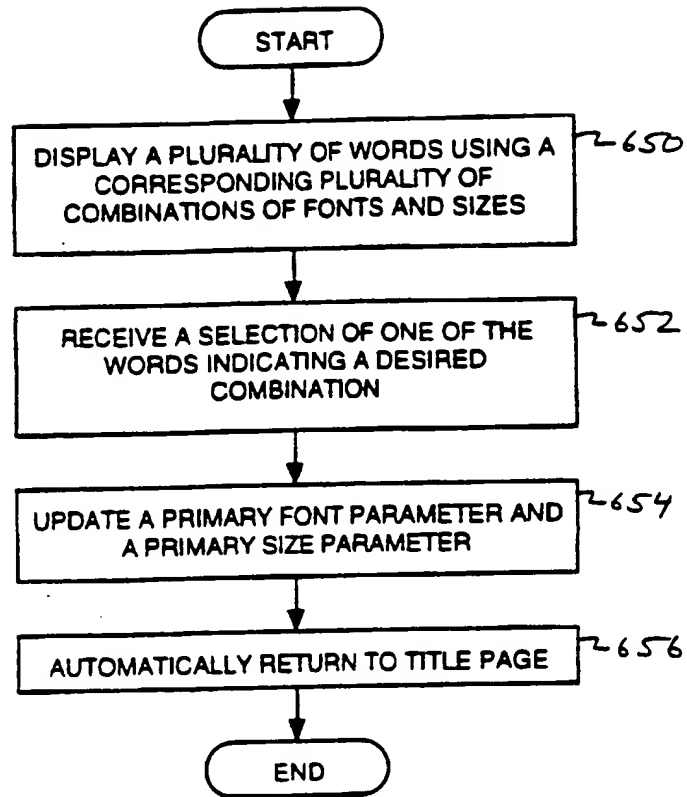 START
DISPLAY A PLURALITY OF WORDS USING A
CORRESPONDING PLURALITY OF
COMBINATIONS OF FONTS AND SIZES
650
RECEIVE A SELECTION OF ONE OF THE
WORDS INDICATING A DESIRED
COMBINATION
652
UPDATE A PRIMARY FONT PARAMETER AND
A PRIMARY SIZE PARAMETER
654
AUTOMATICALLY RETURN TO TITLE PAGE
656
END